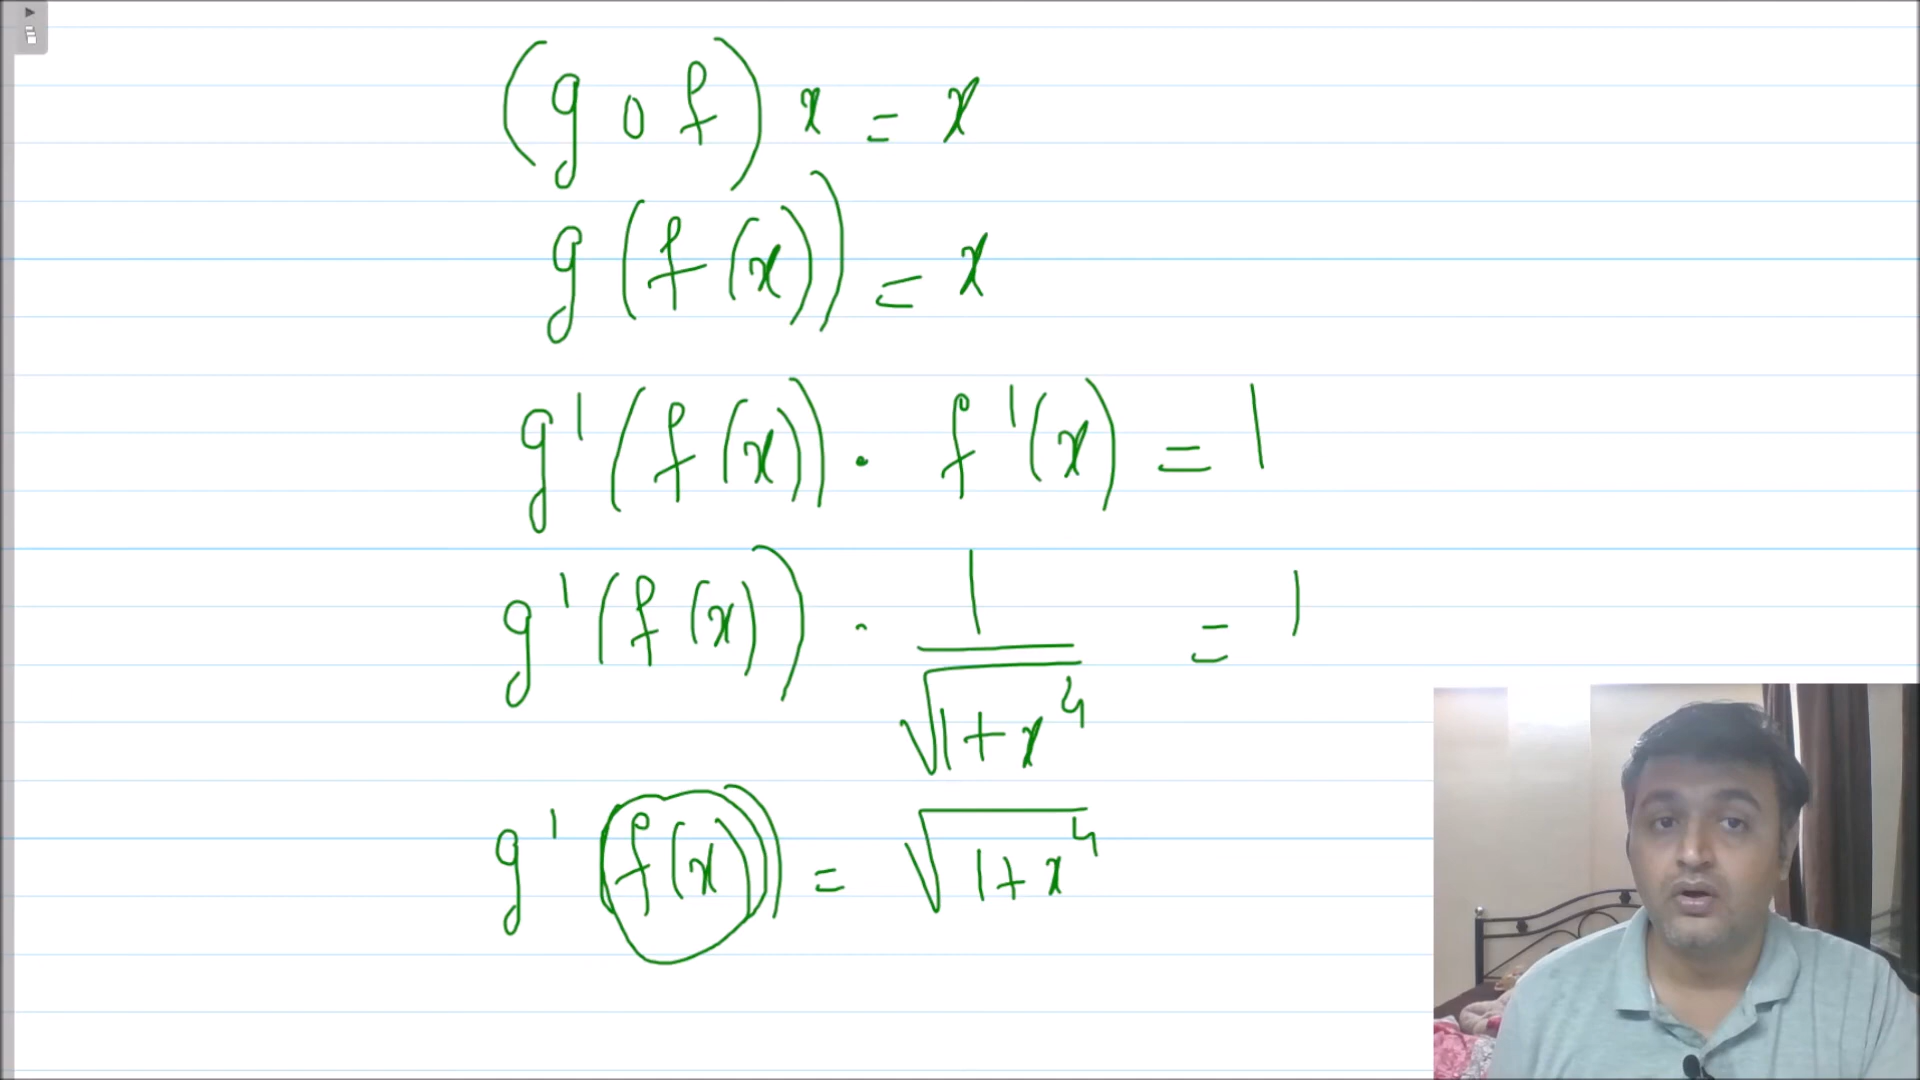 (g o f) x = x
g(f(x)) = x
g'(f(x)) . f'(x) = 1
g'(f(x)) . 1/√(1+x⁴) = 1
g'(f(x)) = √(1+x⁴)